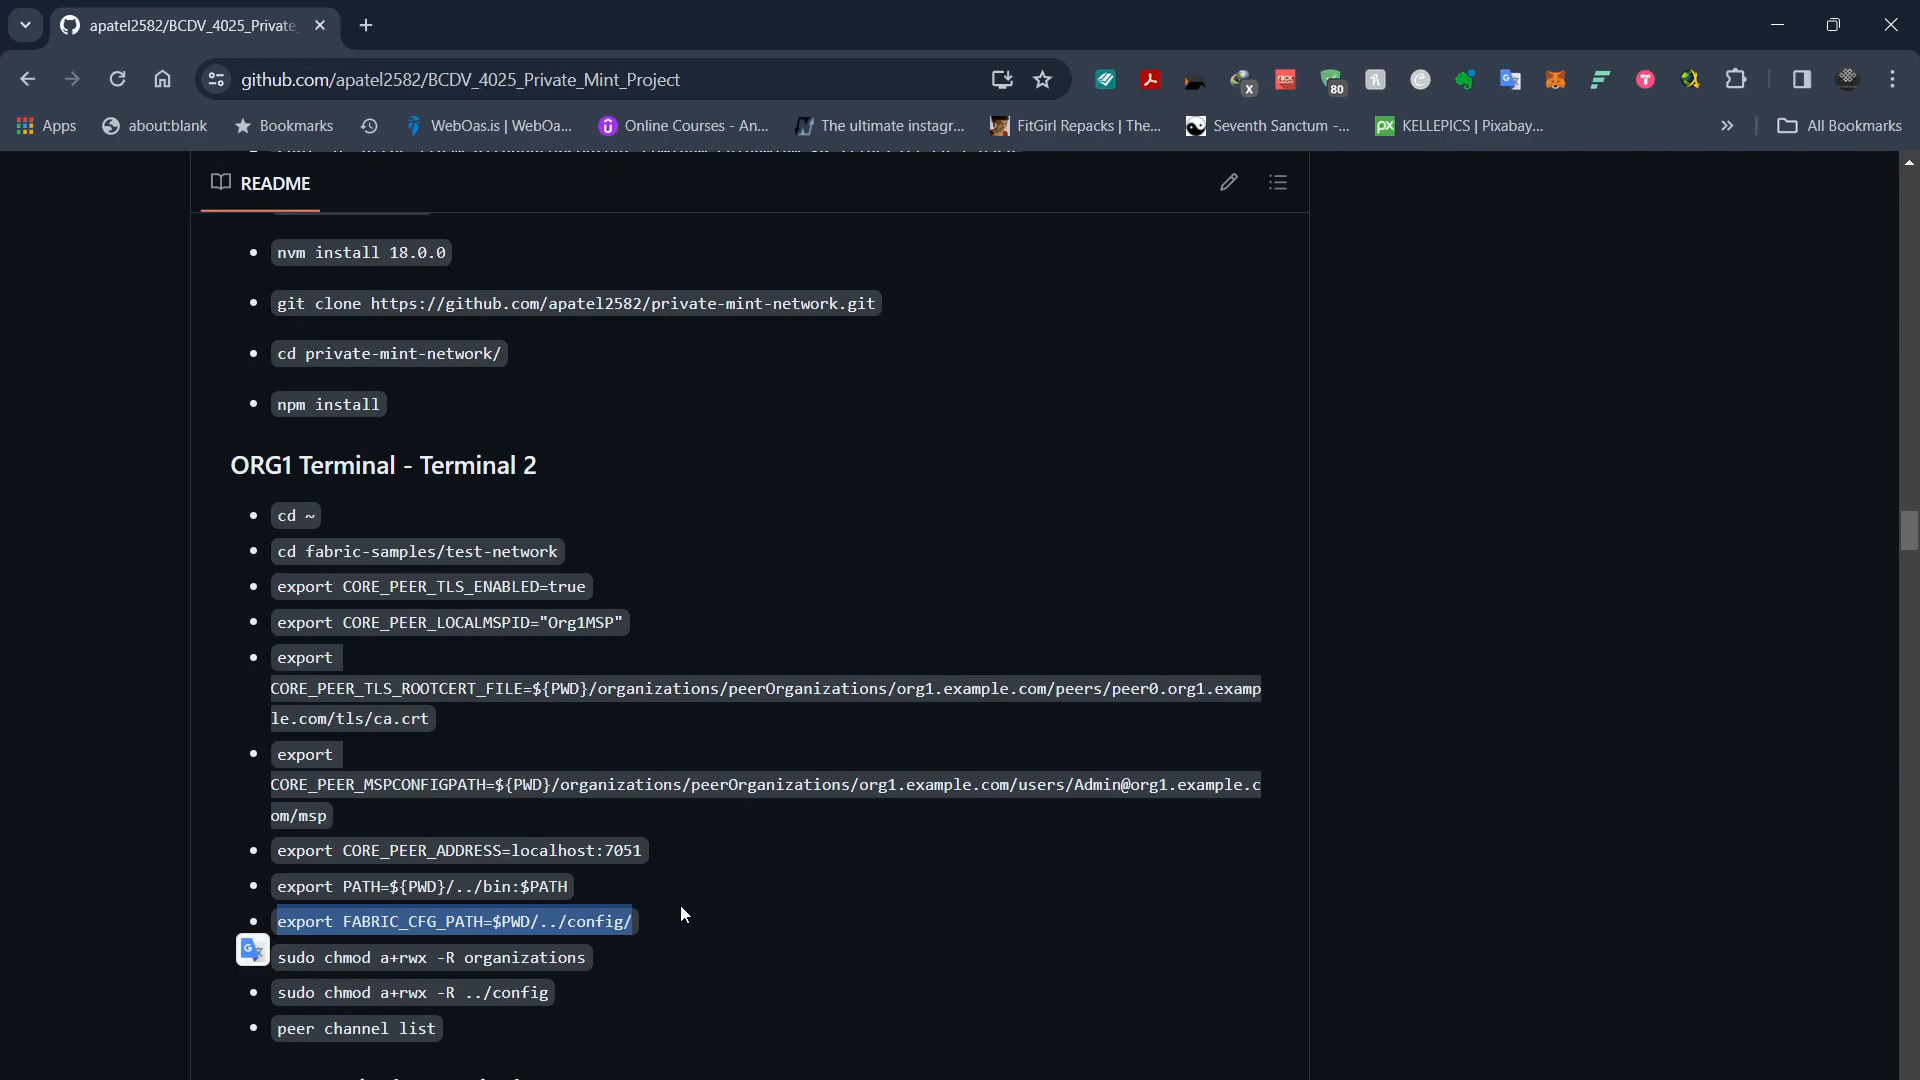 apatel2582/BCDV_4025_Private
github.com/apatel2582/BCDV_4025_Private_Mint_Project
X
80
Apps
about:blank
Bookmarks
WebOas.is | WebOa...
Online Courses - An...
The ultimate instagr...
FitGirl Repacks | The...
Seventh Sanctum -...
px
KELLEPICS | Pixabay...
All Bookmarks
README
nvm install 18.0.0
git clone https://github.com/apatel2582/private-mint-network.git
cd private-mint-network/
npm install
ORG1 Terminal - Terminal 2
cd ~
cd fabric-samples/test-network
export CORE_PEER_TLS_ENABLED=true
export CORE_PEER_LOCALMSPID="Org1MSP"
export
CORE_PEER_TLS_ROOTCERT_FILE=${PWD}/organizations/peerOrganizations/org1.example.com/peers/peer0.org1.examp
le.com/tls/ca.crt
export
CORE_PEER_MSPCONFIGPATH=${PWD}/organizations/peerOrganizations/org1.example.com/users/Admin@org1.example.c
om/msp
export CORE_PEER_ADDRESS=localhost:7051
export PATH=${PWD}/../bin:$PATH
export FABRIC_CFG_PATH=$PWD/../config/
sudo chmod a+rwx -R organizations
sudo chmod a+rwx -R ../config
peer channel list